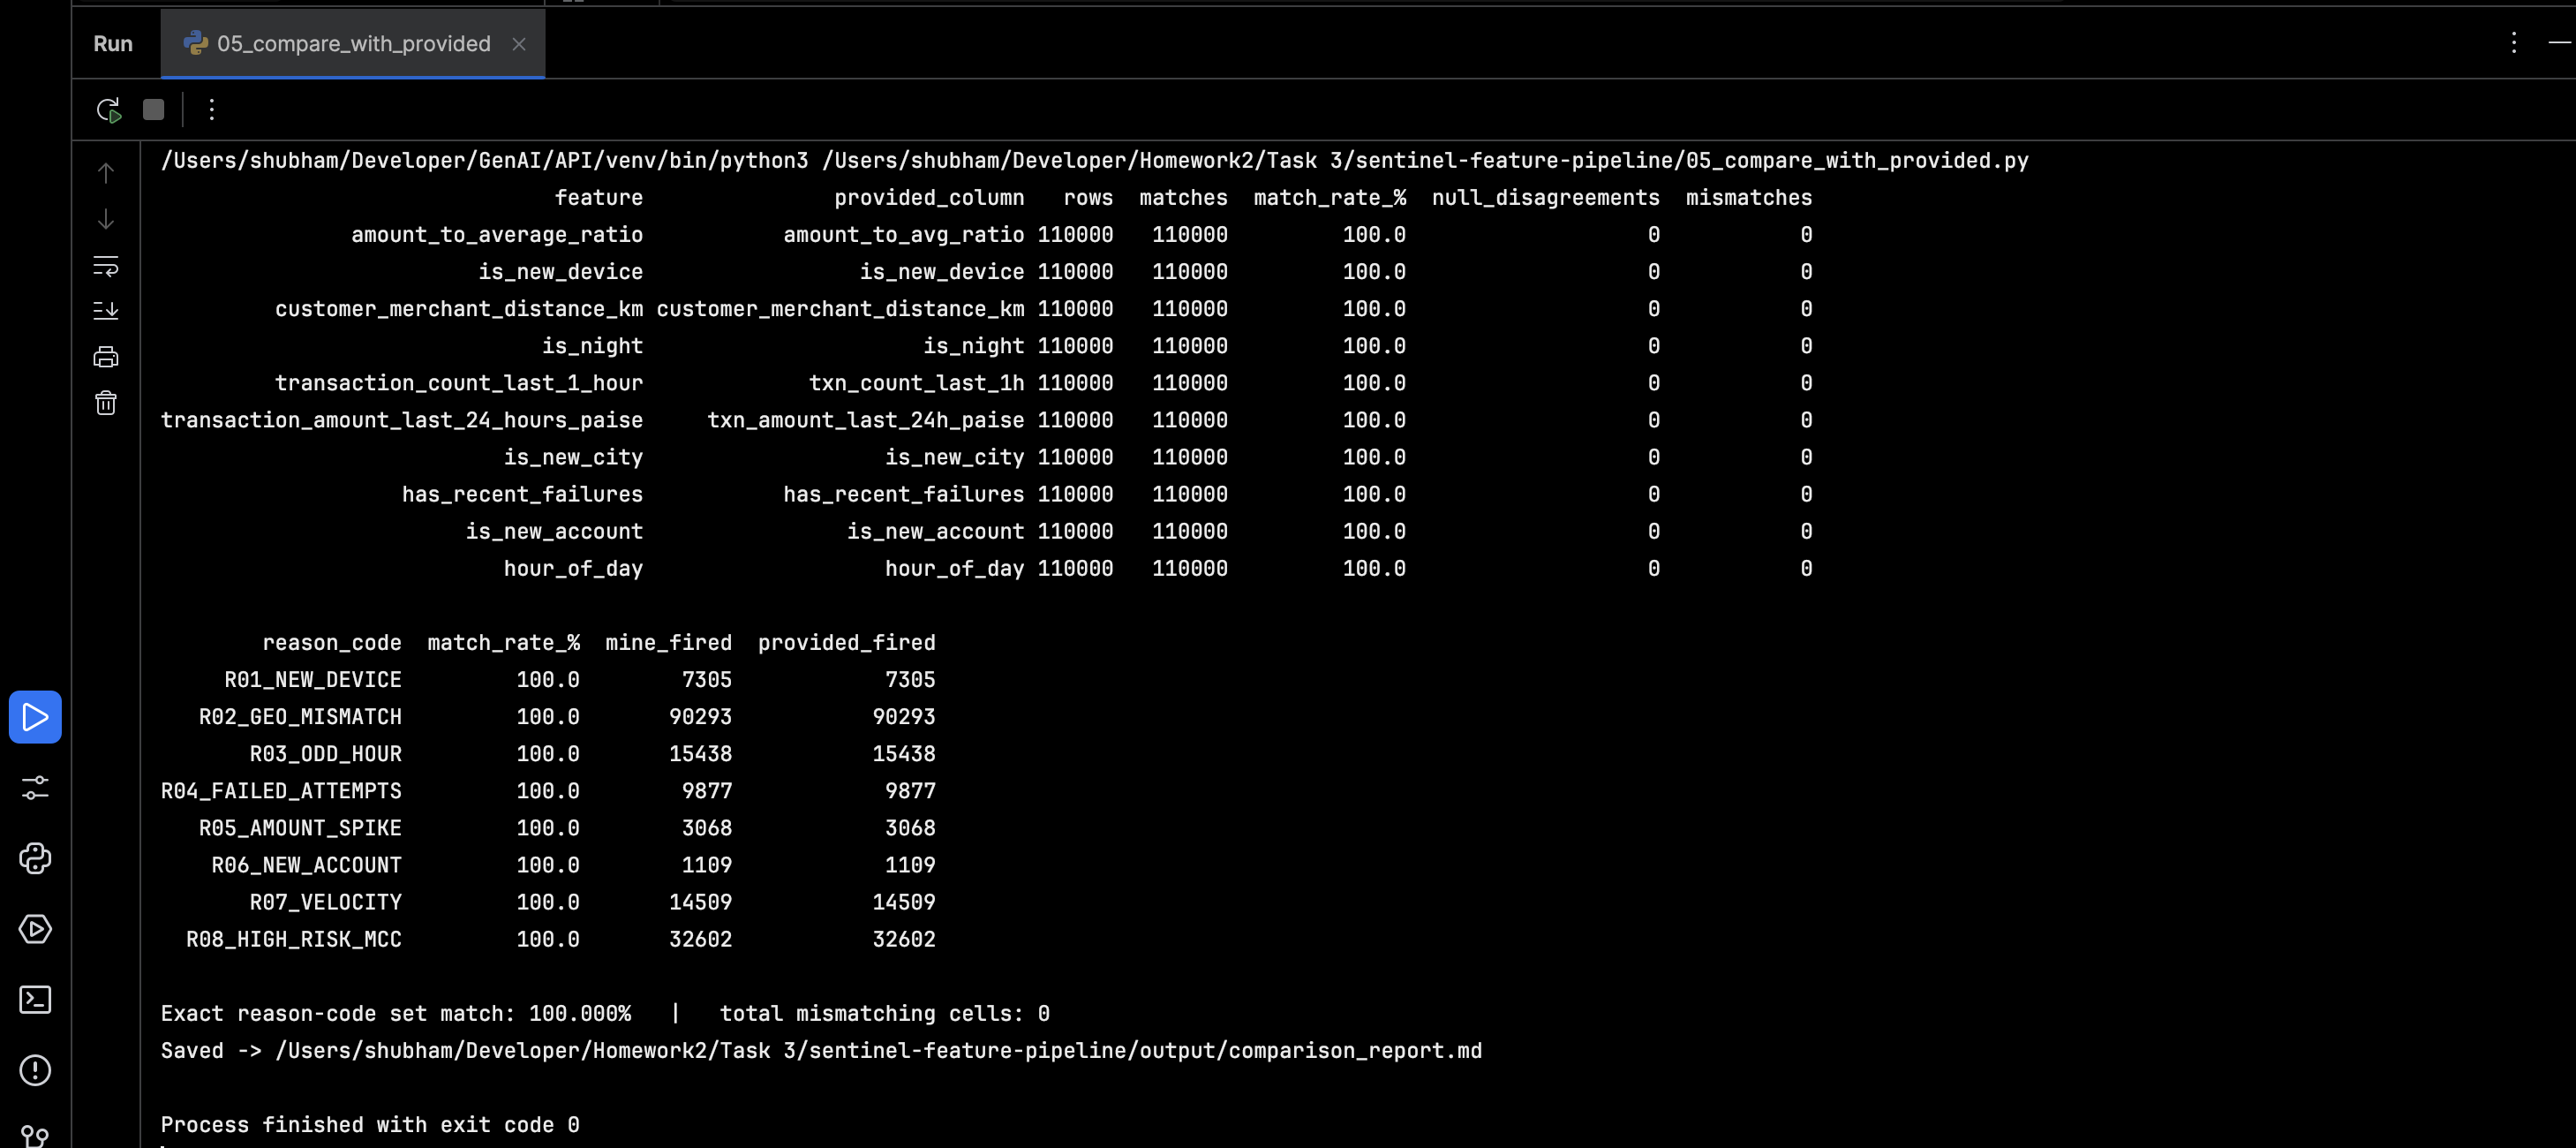 Run 05_compare_with_provided
/Users/shubham/Developer/GenAI/API/venv/bin/python3 /Users/shubham/Developer/Homework2/Task 3/sentinel-feature-pipeline/05_compare_with_provided.py
feature provided_column rows matches match_rate_% null_disagreements mismatches
amount_to_average_ratio amount_to_avg_ratio 110000 110000 100.0 0 0
is_new_device is_new_device 110000 110000 100.0 0 0
customer_merchant_distance_km customer_merchant_distance_km 110000 110000 100.0 0 0
is_night is_night 110000 110000 100.0 0 0
transaction_count_last_1_hour txn_count_last_1h 110000 110000 100.0 0 0
transaction_amount_last_24_hours_paise txn_amount_last_24h_paise 110000 110000 100.0 0 0
is_new_city is_new_city 110000 110000 100.0 0 0
has_recent_failures has_recent_failures 110000 110000 100.0 0 0
is_new_account is_new_account 110000 110000 100.0 0 0
hour_of_day hour_of_day 110000 110000 100.0 0 0
reason_code match_rate_% mine_fired provided_fired
R01_NEW_DEVICE 100.0 7305 7305
R02_GEO_MISMATCH 100.0 90293 90293
R03_ODD_HOUR 100.0 15438 15438
R04_FAILED_ATTEMPTS 100.0 9877 9877
R05_AMOUNT_SPIKE 100.0 3068 3068
R06_NEW_ACCOUNT 100.0 1109 1109
R07_VELOCITY 100.0 14509 14509
R08_HIGH_RISK_MCC 100.0 32602 32602
Exact reason-code set match: 100.000% | total mismatching cells: 0
Saved -> /Users/shubham/Developer/Homework2/Task 3/sentinel-feature-pipeline/output/comparison_report.md
Process finished with exit code 0